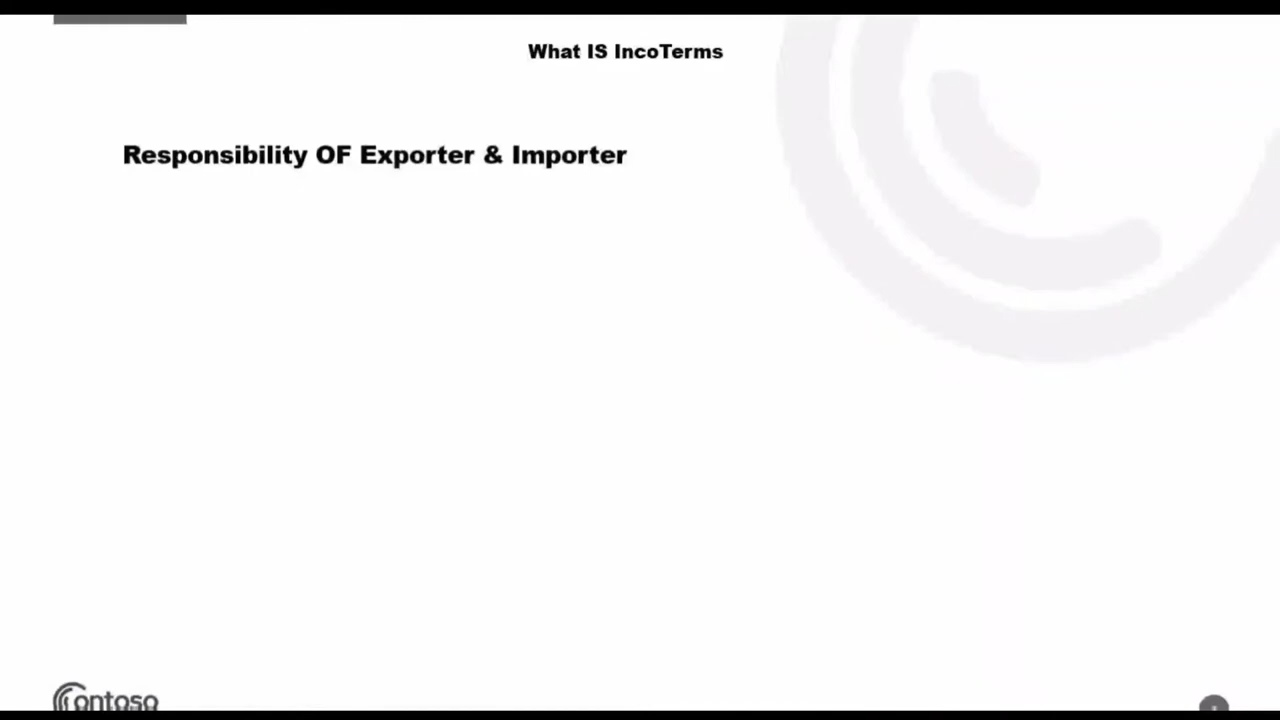 What IS IncoTerms
Responsibility OF Exporter & Importer
Contoso